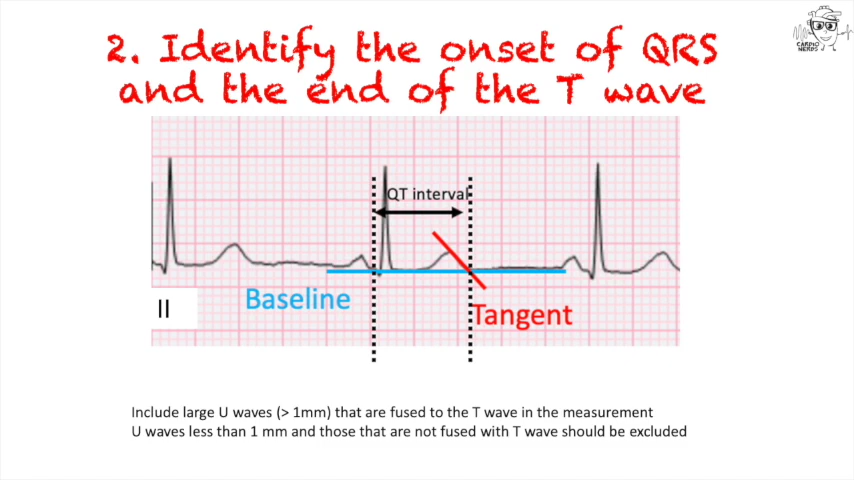 CARDIO
NERDS
2. Identify the onset of QRS
and the end of the T wave
QT interval
II
Baseline
Tangent
Include large U waves (> 1mm) that are fused to the T wave in the measurement
U waves less than 1 mm and those that are not fused with T wave should be excluded